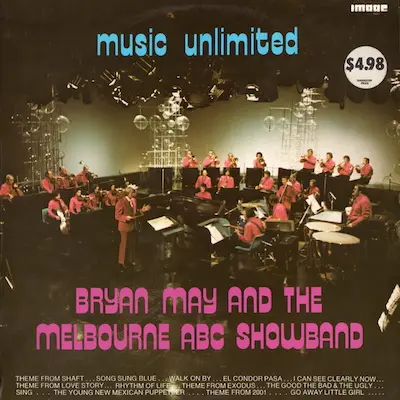 image
music unlimited
$4.98
BRYAN MAY AND THE
MELBOURNE ABC SHOWBAND
THEME FROM SHAFT . . . SONG SUNG BLUE . . . WALK ON BY . . . EL CONDOR PASA . . . I CAN SEE CLEARLY NOW . . .
THEME FROM LOVE STORY . . . RHYTHM OF LIFE . . . THEME FROM EXODUS . . . THE GOOD THE BAD & THE UGLY . . .
SING . . . THE YOUNG NEW MEXICAN PUPPETEER . . . THEME FROM 2001 . . . GO AWAY LITTLE GIRL